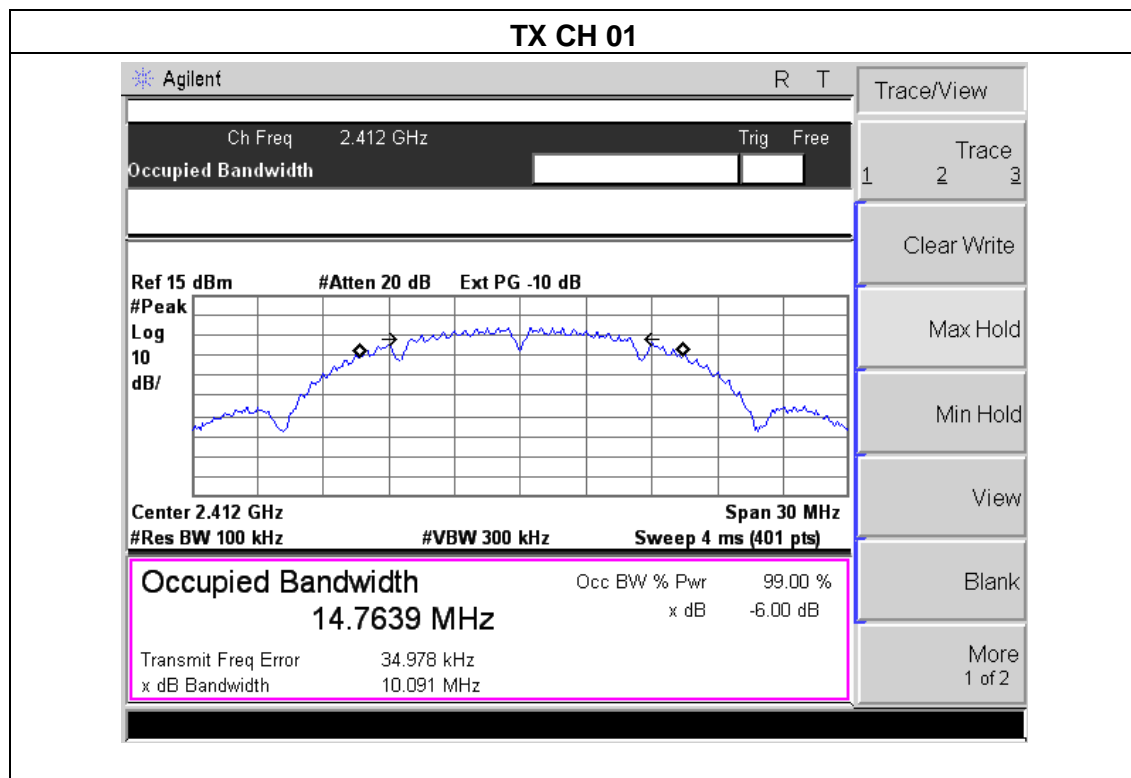 TX CH 01
Agilent R T
Trace/View
Ch Freq 2.412 GHz Trig Free
Occupied Bandwidth
Trace
1 2 3
Clear Write
Ref 15 dBm #Atten 20 dB Ext PG -10 dB
#Peak
Log
10
dB/
Max Hold
Min Hold
View
Center 2.412 GHz Span 30 MHz
#Res BW 100 kHz #VBW 300 kHz Sweep 4 ms (401 pts)
Occupied Bandwidth Occ BW % Pwr 99.00 %
14.7639 MHz x dB -6.00 dB
Blank
Transmit Freq Error 34.978 kHz
x dB Bandwidth 10.091 MHz
More
1 of 2